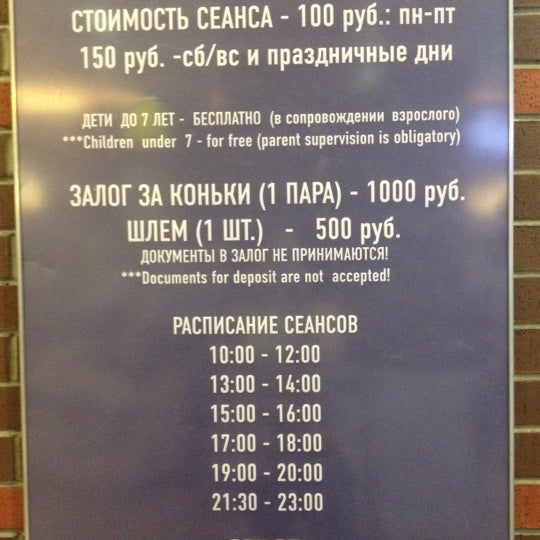 СТОИМОСТЬ СЕАНСА - 100 руб.: пн-пт
150 руб. -сб/вс и праздничные дни
ДЕТИ ДО 7 ЛЕТ - БЕСПЛАТНО (в сопровождении взрослого)
***Children under 7 - for free (parent supervision is obligatory)
ЗАЛОГ ЗА КОНЬКИ (1 ПАРА) - 1000 руб.
ШЛЕМ (1 ШТ.) - 500 руб.
ДОКУМЕНТЫ В ЗАЛОГ НЕ ПРИНИМАЮТСЯ!
***Documents for deposit are not accepted!
РАСПИСАНИЕ СЕАНСОВ
10:00 - 12:00
13:00 - 14:00
15:00 - 16:00
17:00 - 18:00
19:00 - 20:00
21:30 - 23:00